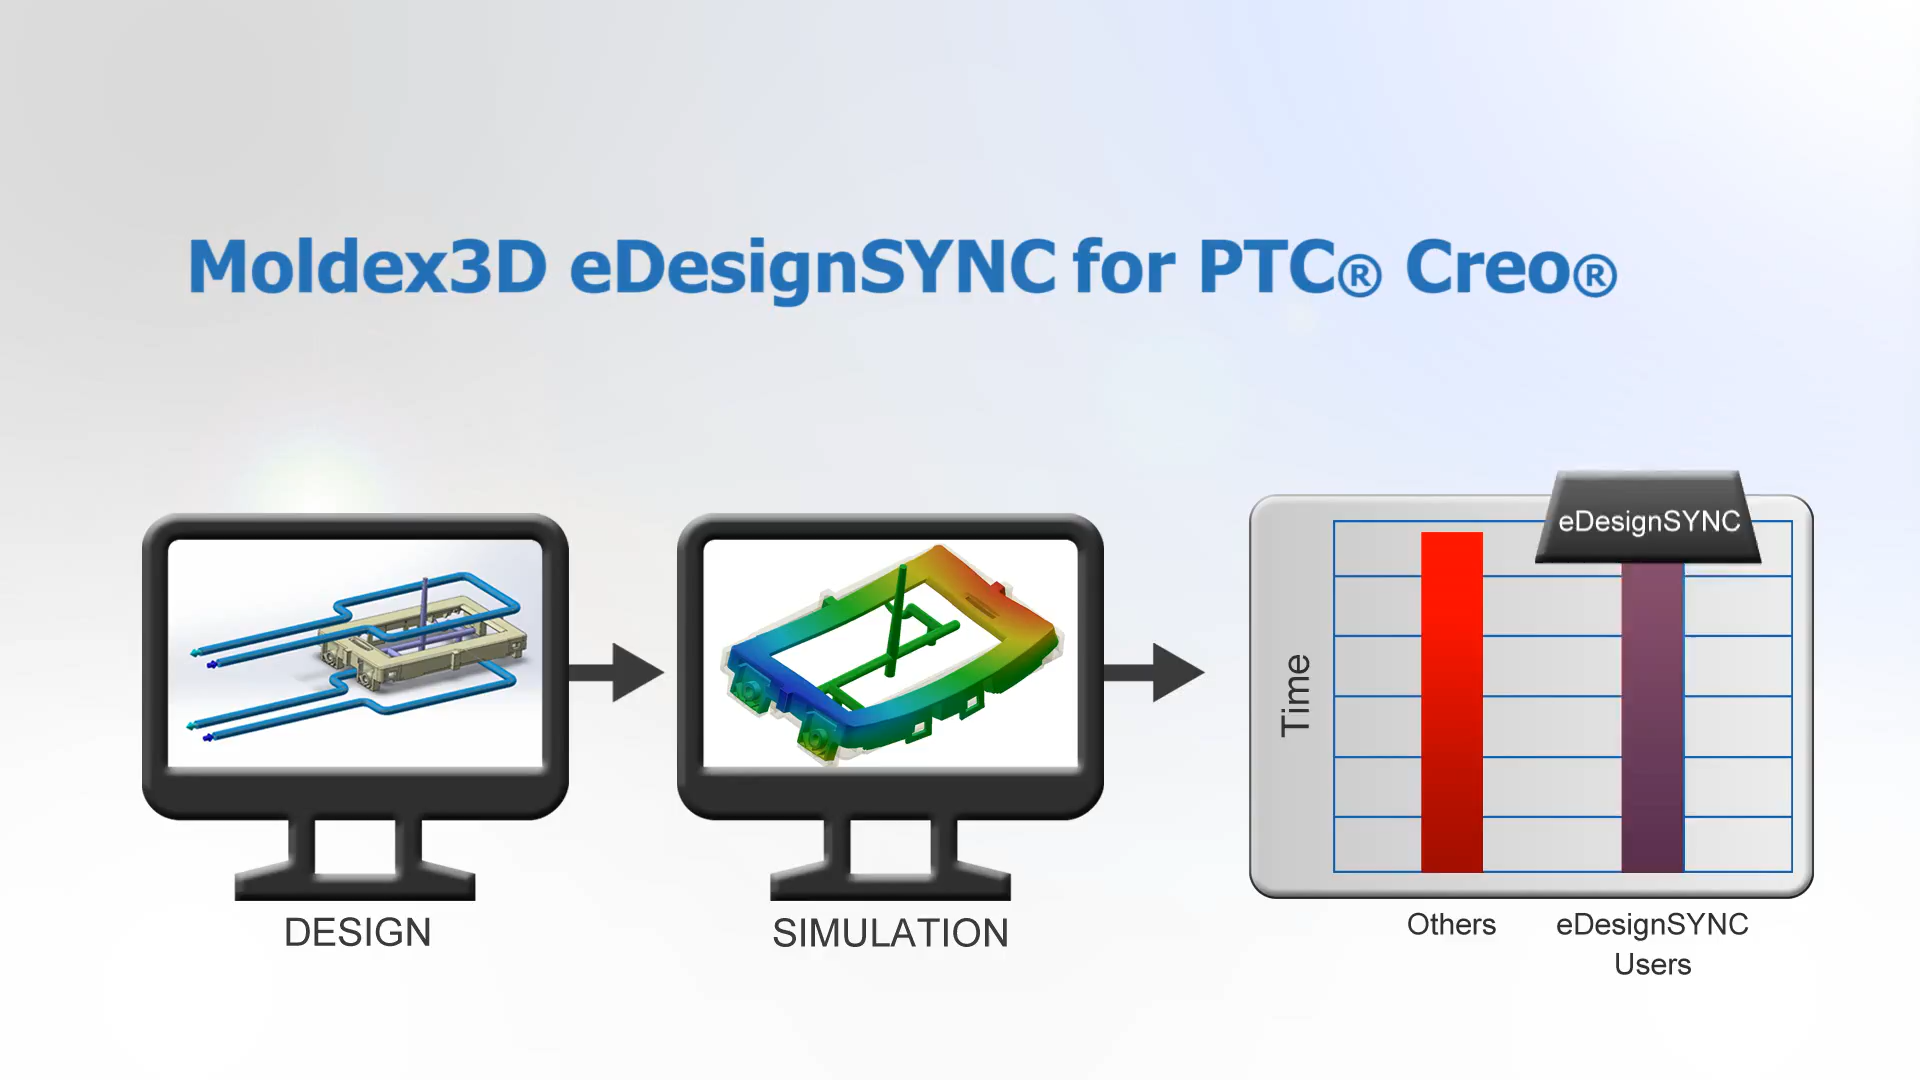 Moldex3D eDesignSYNC for PTC® Creo®
DESIGN
SIMULATION
Time
eDesignSYNC
Others
eDesignSYNC
Users